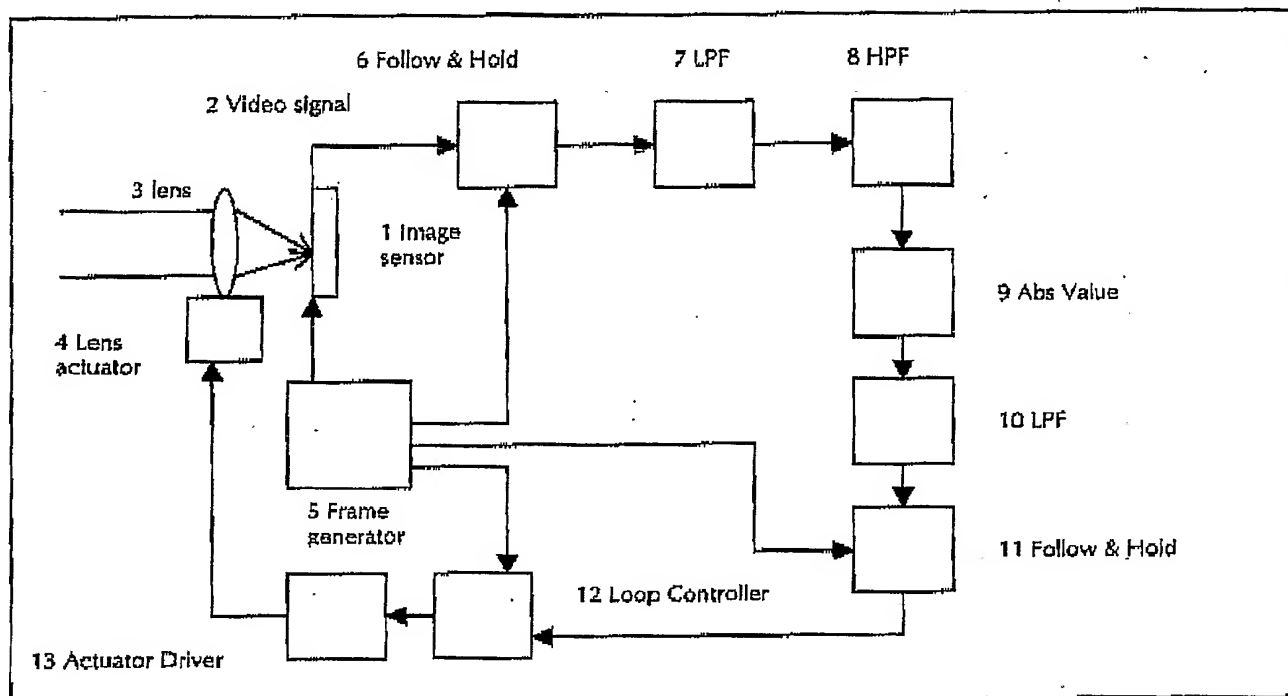 6 Follow & Hold
7 LPF
8 HPF
2 Video signal
3 lens
1 Image
sensor
9 Abs Value
4 Lens
actuator
10 LPF
5 Frame
generator
11 Follow & Hold
12 Loop Controller
13 Actuator Driver